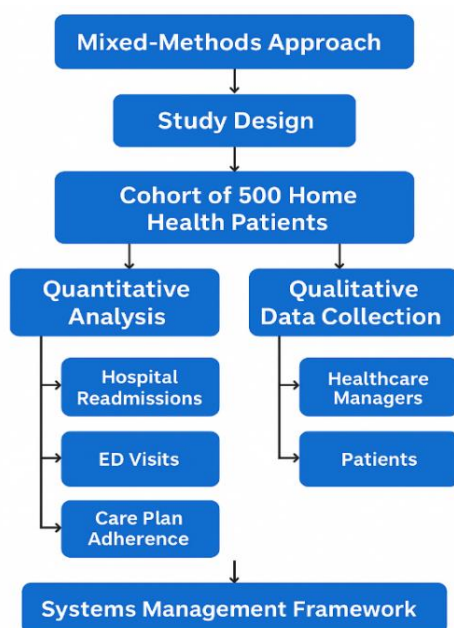 Mixed-Methods Approach
Study Design
Cohort of 500 Home
Health Patients
Quantitative
Analysis
Hospital
Readmissions
ED Visits
Care Plan
Adherence
Qualitative
Data Collection
Healthcare
Managers
Patients
Systems Management Framework